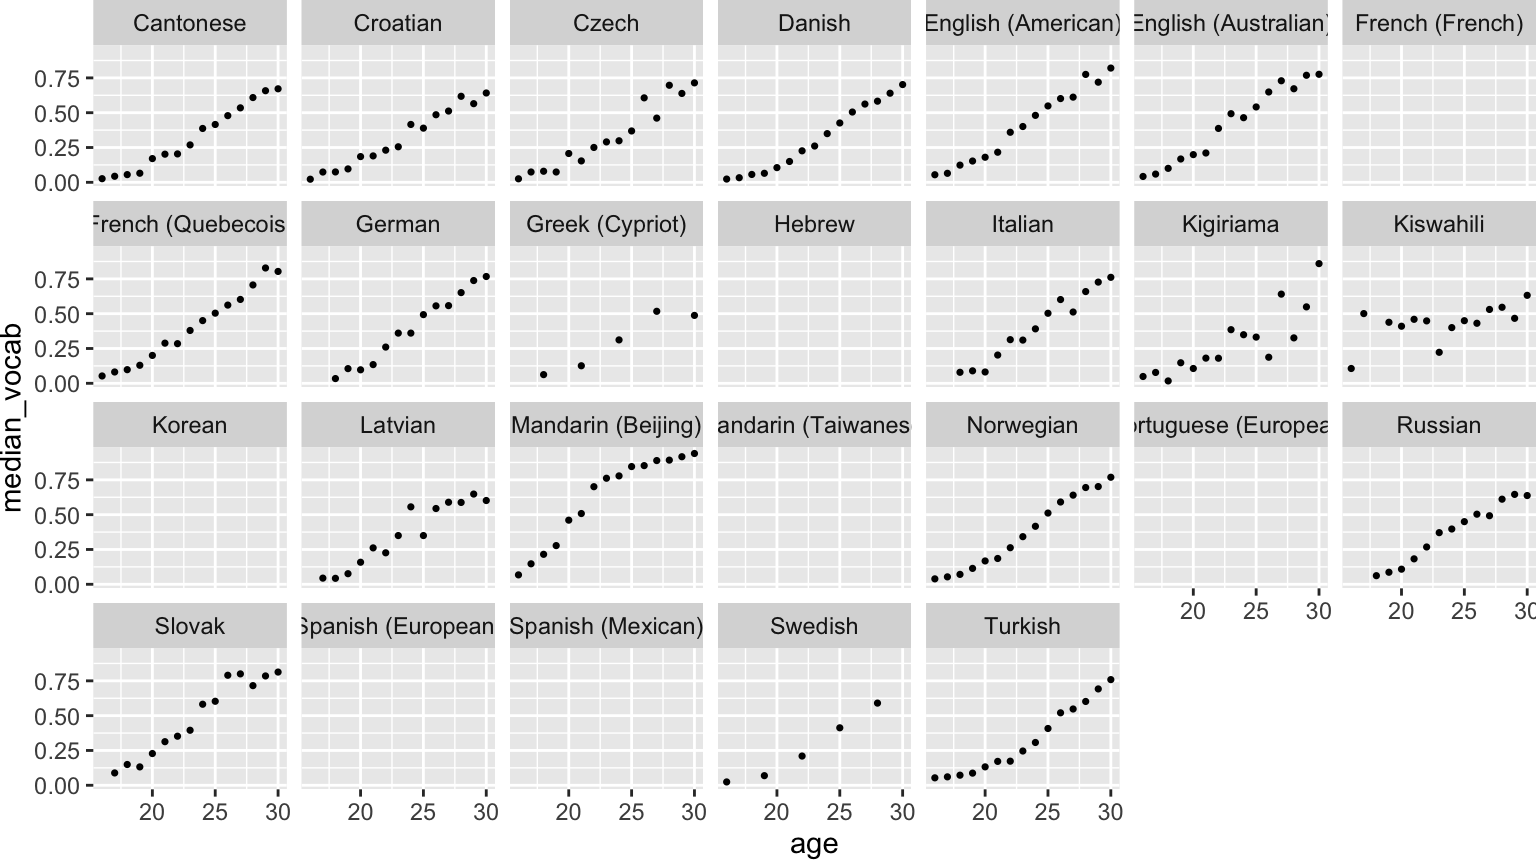 Cantonese Croatian Czech Danish English (American) English (Australian) French (French)
0.75
0.50
0.25
0.00
French (Quebecois German Greek (Cypriot) Hebrew Italian Kigiriama Kiswahili
0.75
0.50
0.25
0.00
median_vocab
Korean Latvian Mandarin (Beijing) andarin (Taiwanes Norwegian ortuguese (Europea Russian
0.75
0.50
0.25
0.00
20 25 30 20 25 30
Slovak Spanish (European Spanish (Mexican) Swedish Turkish
0.75
0.50
0.25
0.00
20 25 30 20 25 30 20 25 30 20 25 30 20 25 30
age